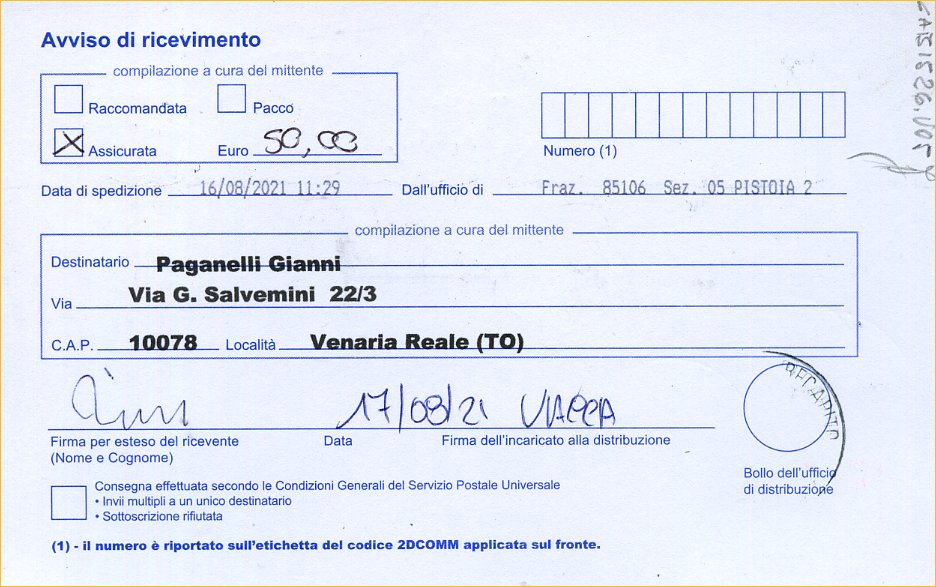 Avviso di ricevimento
compilazione a cura del mittente
Raccomandata Pacco
X Assicurata Euro 50,00
Numero (1)
Data di spedizione 16/08/2021 11:29 Dall'ufficio di Fraz. 85106 Sez. 05 PISTOIA 2
compilazione a cura del mittente
Destinatario Paganelli Gianni
Via Via G. Salvemini 22/3
C.A.P. 10078 Località Venaria Reale (TO)
17/08/21
Firma per esteso del ricevente Data Firma dell'incaricato alla distribuzione
(Nome e Cognome)
RECAPITO
Bollo dell'ufficio
di distribuzione
Consegna effettuata secondo le Condizioni Generali del Servizio Postale Universale
• Invii multipli a un unico destinatario
• Sottoscrizione rifiutata
(1) - il numero è riportato sull'etichetta del codice 2DCOMM applicata sul fronte.